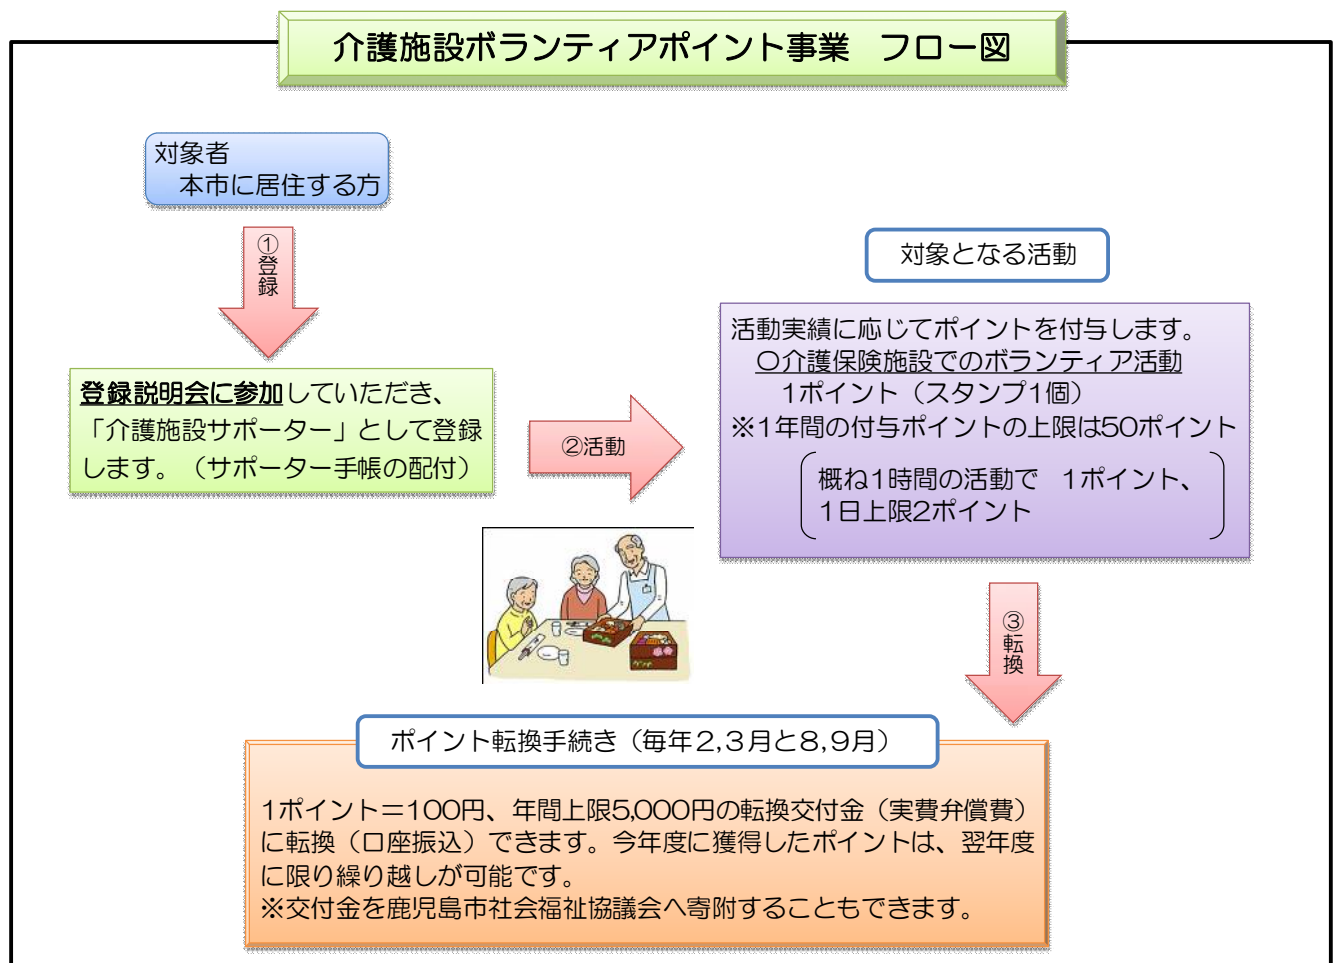 介護施設ボランティアポイント事業　フロー図
対象者
本市に居住する方
①登録
登録説明会に参加していただき、
「介護施設サポーター」として登録
します。（サポーター手帳の配付）
②活動
対象となる活動
活動実績に応じてポイントを付与します。
○介護保険施設でのボランティア活動
1ポイント（スタンプ1個）
※1年間の付与ポイントの上限は50ポイント
概ね1時間の活動で　1ポイント、
1日上限2ポイント
③転換
ポイント転換手続き（毎年2,3月と8,9月）
1ポイント＝100円、年間上限5,000円の転換交付金（実費弁償費）
に転換（口座振込）できます。今年度に獲得したポイントは、翌年度
に限り繰り越しが可能です。
※交付金を鹿児島市社会福祉協議会へ寄附することもできます。